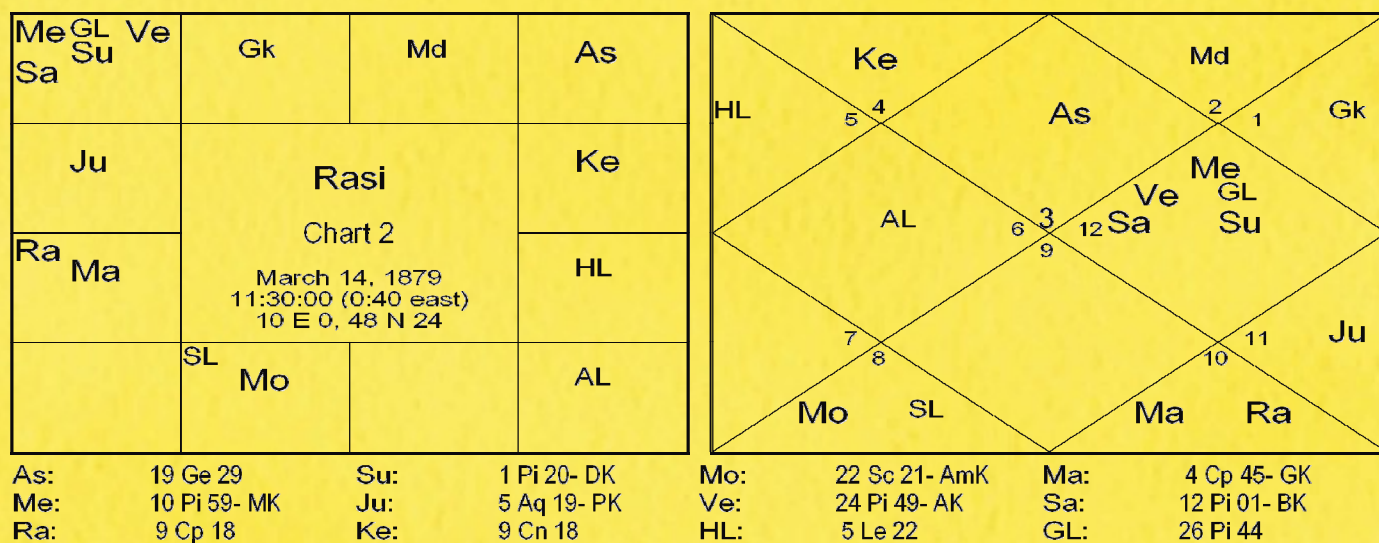 Me GL Ve
Su
Sa
Gk
Md
As
Ju
Ke
Ra
Ma
HL
SL
Mo
AL
Rasi
Chart 2
March 14, 1879
11:30:00 (0:40 east)
10 E 0, 48 N 24
Ke
Md
HL
5
4
As
2
1
Gk
Me
Ve
GL
AL
6
3
12
Sa
Su
9
7
8
10
11
Ju
Mo
SL
Ma
Ra
As: 19 Ge 29 Su: 1 Pi 20- DK Mo: 22 Sc 21- AmK Ma: 4 Cp 45- GK
Me: 10 Pi 59- MK Ju: 5 Aq 19- PK Ve: 24 Pi 49- AK Sa: 12 Pi 01- BK
Ra: 9 Cp 18 Ke: 9 Cn 18 HL: 5 Le 22 GL: 26 Pi 44